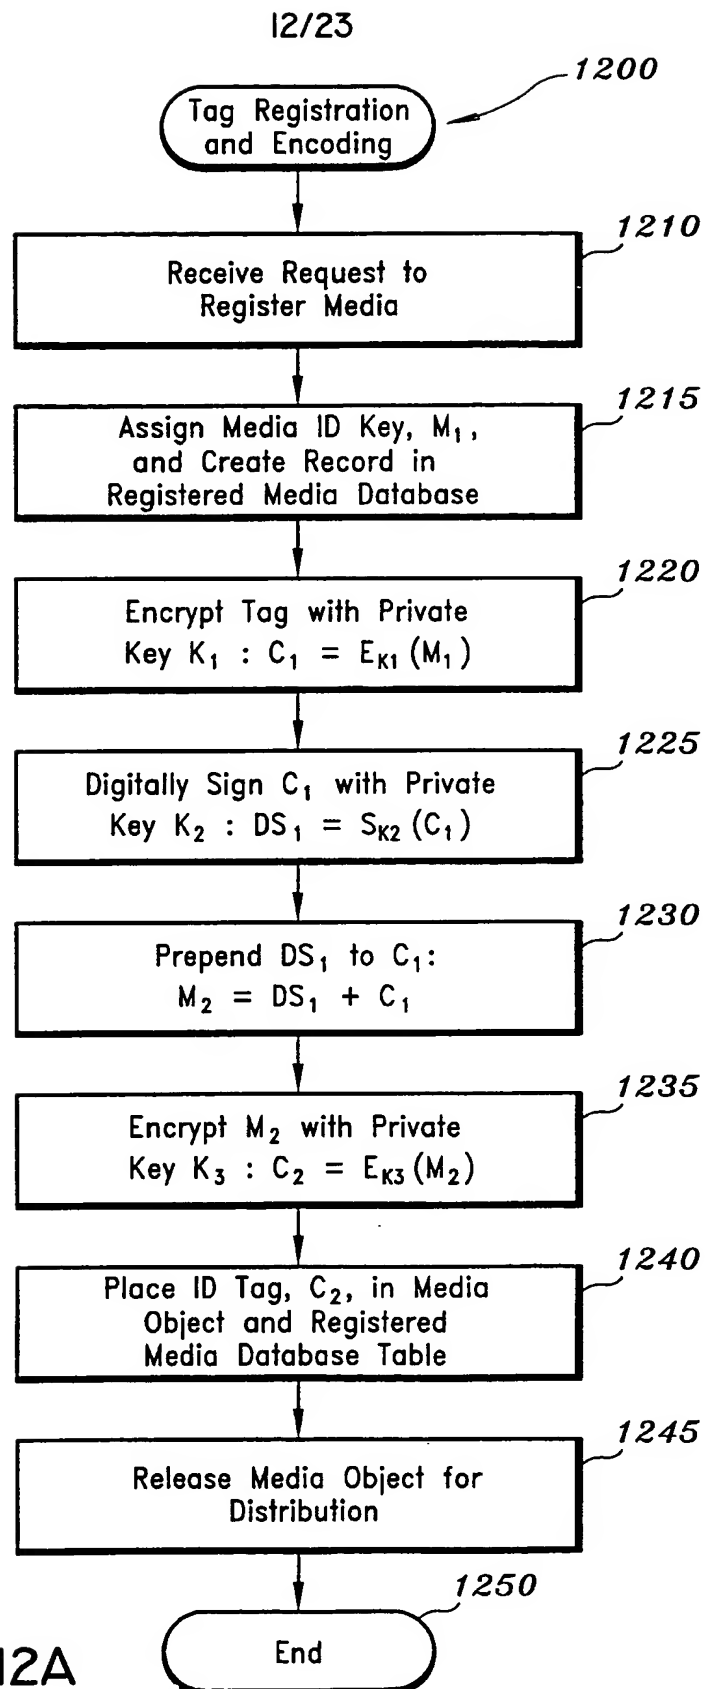 12/23
1200
Tag Registration
and Encoding
1210
Receive Request to
Register Media
1215
Assign Media ID Key, M₁,
and Create Record in
Registered Media Database
1220
Encrypt Tag with Private
Key K₁ : C₁ = E_K1 (M₁)
1225
Digitally Sign C₁ with Private
Key K₂ : DS₁ = S_K2 (C₁)
1230
Prepend DS₁ to C₁:
M₂ = DS₁ + C₁
1235
Encrypt M₂ with Private
Key K₃ : C₂ = E_K3 (M₂)
1240
Place ID Tag, C₂, in Media
Object and Registered
Media Database Table
1245
Release Media Object for
Distribution
1250
End
12A